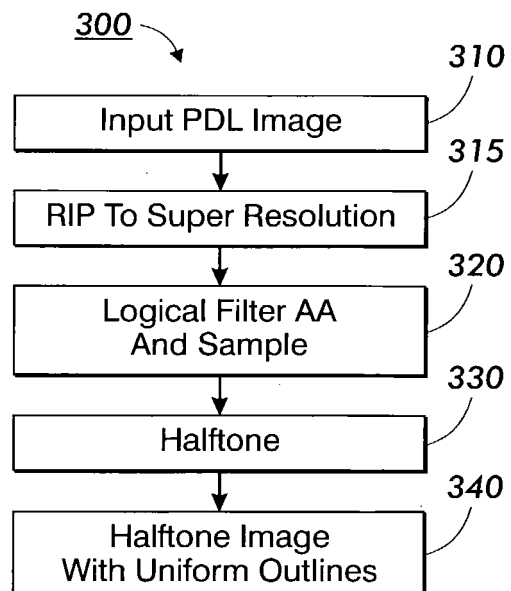 300
310
Input PDL Image
315
RIP To Super Resolution
320
Logical Filter AA
And Sample
330
Halftone
340
Halftone Image
With Uniform Outlines